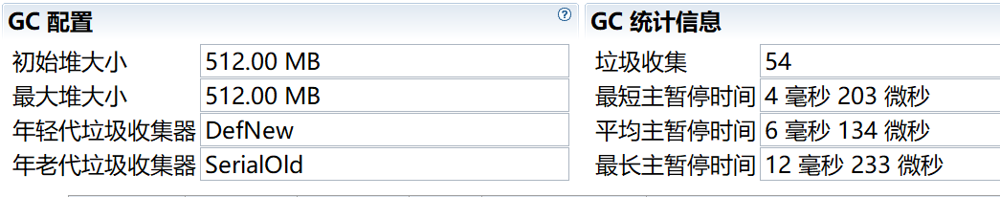 GC 配置
初始堆大小 512.00 MB
最大堆大小 512.00 MB
年轻代垃圾收集器 DefNew
年老代垃圾收集器 SerialOld
GC 统计信息
垃圾收集 54
最短主暂停时间 4 毫秒 203 微秒
平均主暂停时间 6 毫秒 134 微秒
最长主暂停时间 12 毫秒 233 微秒